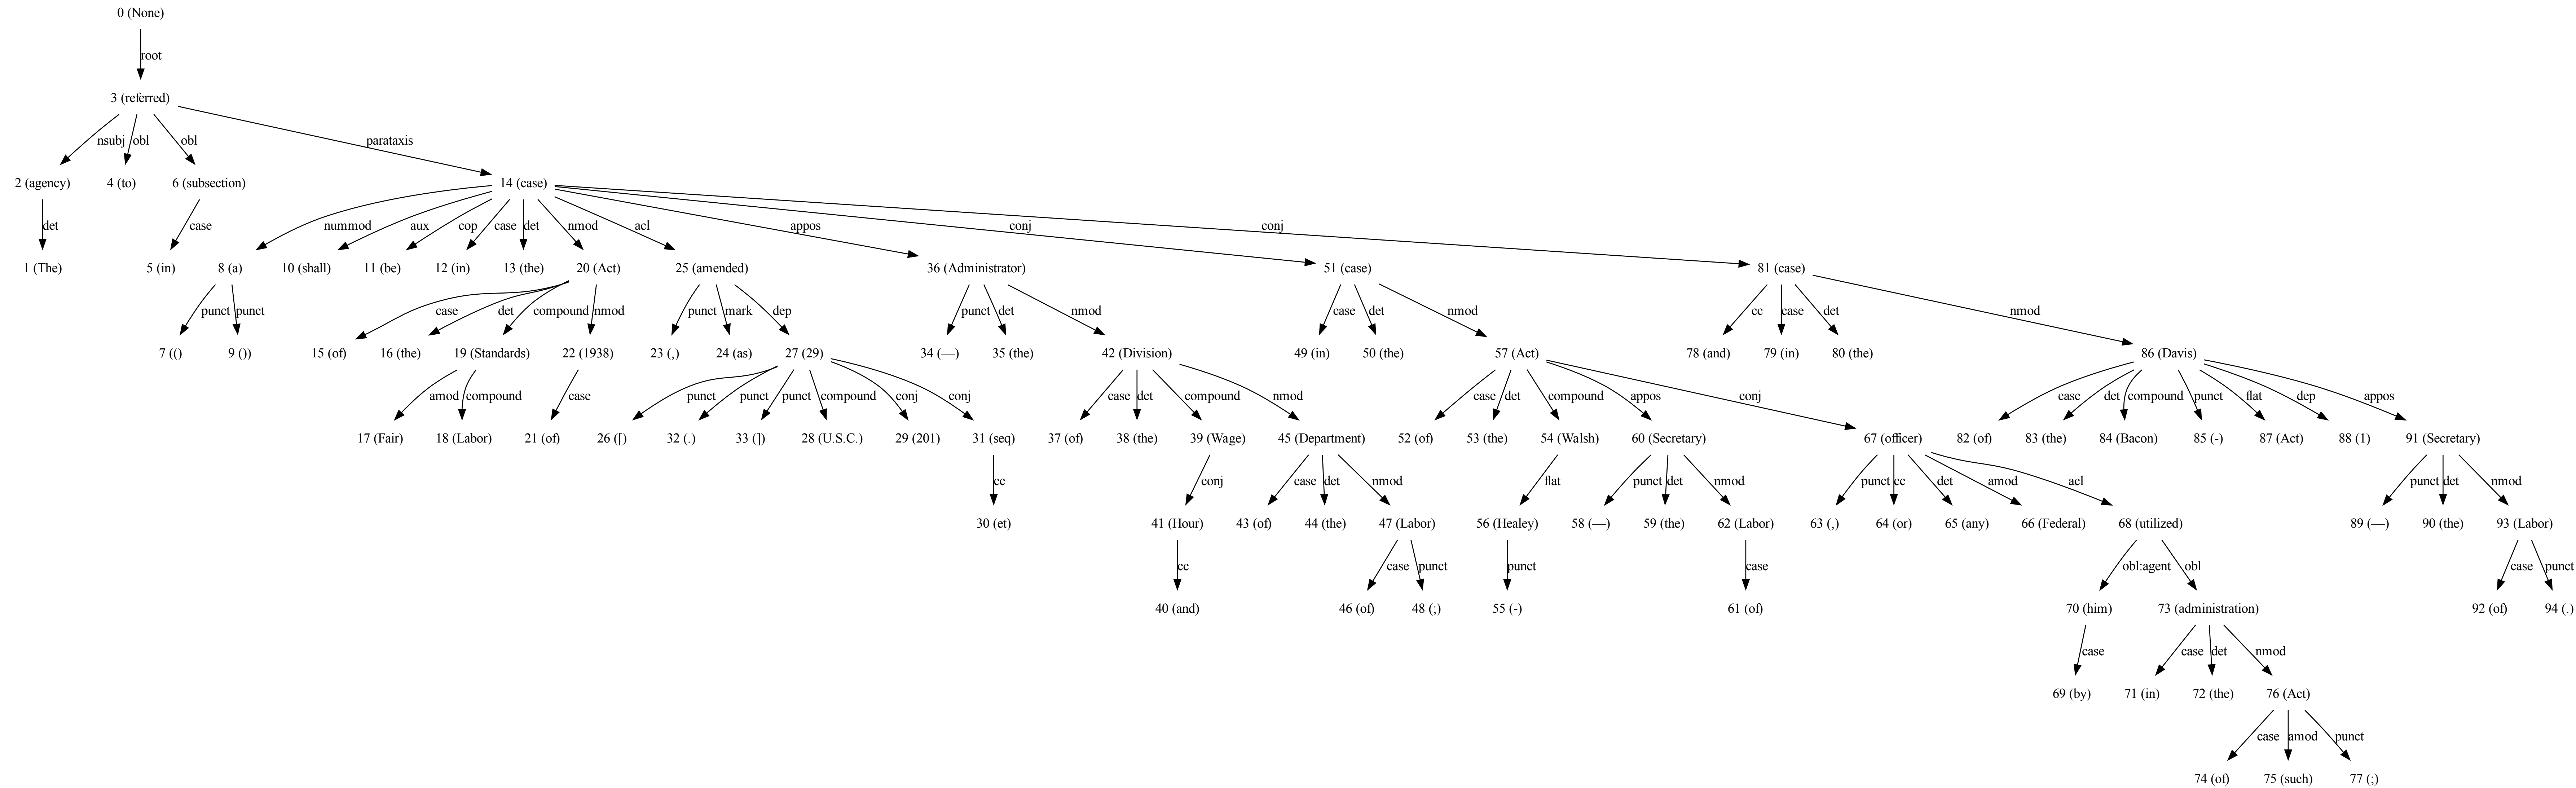 0 (None)
root
3 (referred)
nsubj obl obl parataxis
2 (agency) 4 (to) 6 (subsection) 14 (case)
det case nummod aux cop case det nmod acl appos conj conj
1 (The) 5 (in) 8 (a) 10 (shall) 11 (be) 12 (in) 13 (the) 20 (Act) 25 (amended) 36 (Administrator) 51 (case) 81 (case)
punct punct case det compound nmod punct mark dep punct det nmod case det nmod cc case det nmod
7 (() 9 ()) 15 (of) 16 (the) 19 (Standards) 22 (1938) 23 (,) 24 (as) 27 (29) 34 (—) 35 (the) 42 (Division) 49 (in) 50 (the) 57 (Act) 78 (and) 79 (in) 80 (the) 86 (Davis)
amod compound case punct punct punct compound conj conj case det compound nmod case det compound appos conj case det compound punct flat dep appos
17 (Fair) 18 (Labor) 21 (of) 26 ([) 32 (.) 33 (]) 28 (U.S.C.) 29 (201) 31 (seq) 37 (of) 38 (the) 39 (Wage) 45 (Department) 52 (of) 53 (the) 54 (Walsh) 60 (Secretary) 67 (officer) 82 (of) 83 (the) 84 (Bacon) 85 (-) 87 (Act) 88 (1) 91 (Secretary)
cc conj case det nmod flat punct det nmod punct cc det amod acl punct det nmod
30 (et) 41 (Hour) 43 (of) 44 (the) 47 (Labor) 56 (Healey) 58 (—) 59 (the) 62 (Labor) 63 (,) 64 (or) 65 (any) 66 (Federal) 68 (utilized) 89 (—) 90 (the) 93 (Labor)
cc case punct punct case obl:agent obl case punct
40 (and) 46 (of) 48 (;) 55 (-) 61 (of) 70 (him) 73 (administration) 92 (of) 94 (.)
case case det nmod
69 (by) 71 (in) 72 (the) 76 (Act)
case amod punct
74 (of) 75 (such) 77 (;)